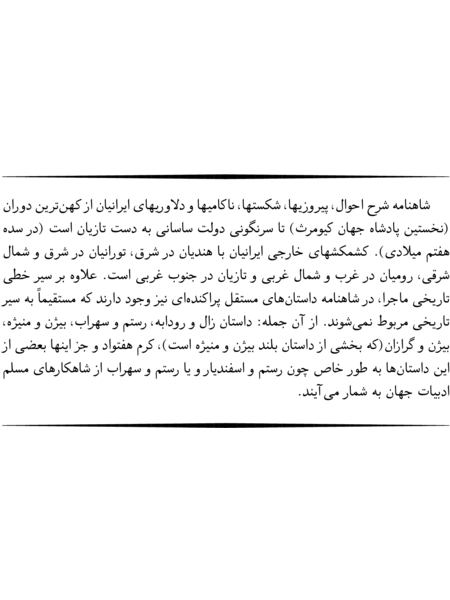 شاهنامه شرح احوال، پیروزیها، شکستها، ناکامیها و دلاوریهای ایرانیان از کهن‌ترین دوران
(نخستین پادشاه جهان کیومرث) تا سرنگونی دولت ساسانی به دست تازیان است (در سده
هفتم میلادی). کشمکشهای خارجی ایرانیان با هندیان در شرق، تورانیان در شرق و شمال
شرقی، رومیان در غرب و شمال غربی و تازیان در جنوب غربی است. علاوه بر سیر خطی
تاریخی ماجرا، در شاهنامه داستان‌های مستقل پراکنده‌ای نیز وجود دارند که مستقیماً به سیر
تاریخی مربوط نمی‌شوند. از آن جمله: داستان زال و رودابه، رستم و سهراب، بیژن و منیژه،
بیژن و گرازان(که بخشی از داستان بلند بیژن و منیژه است)، کرم هفتواد و جز اینها بعضی از
این داستان‌ها به طور خاص چون رستم و اسفندیار و یا رستم و سهراب از شاهکارهای مسلم
ادبیات جهان به شمار می‌آیند.